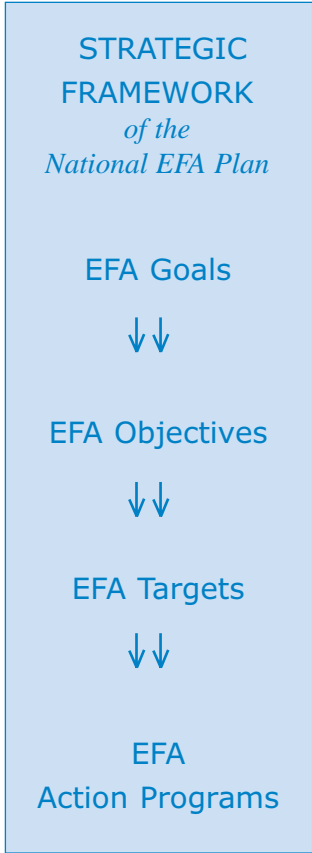 STRATEGIC
FRAMEWORK
of the
National EFA Plan
EFA Goals
↓↓
EFA Objectives
↓↓
EFA Targets
↓↓
EFA
Action Programs